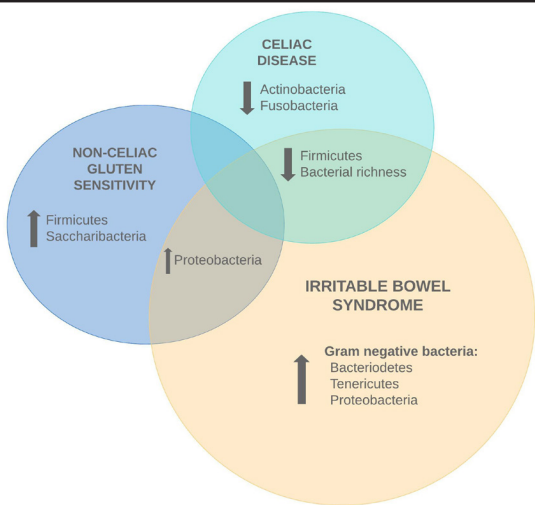 CELIAC
DISEASE
Actinobacteria
Fusobacteria
Firmicutes
Bacterial richness
NON-CELIAC
GLUTEN
SENSITIVITY
Firmicutes
Saccharibacteria
Proteobacteria
IRRITABLE BOWEL
SYNDROME
Gram negative bacteria:
Bacteriodetes
Tenericutes
Proteobacteria